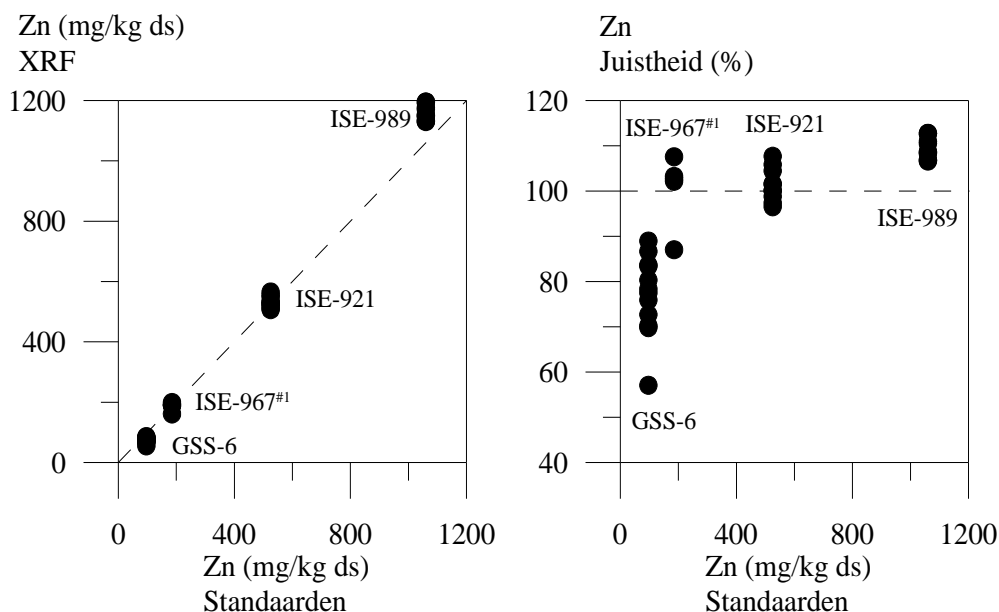 Zn (mg/kg ds)
XRF
1200
800
400
0
ISE-989
ISE-921
ISE-967#1
GSS-6
0 400 800 1200
Zn (mg/kg ds)
Standaarden
Zn
Juistheid (%)
120
100
80
60
40
ISE-967#1
ISE-921
ISE-989
GSS-6
0 400 800 1200
Zn (mg/kg ds)
Standaarden